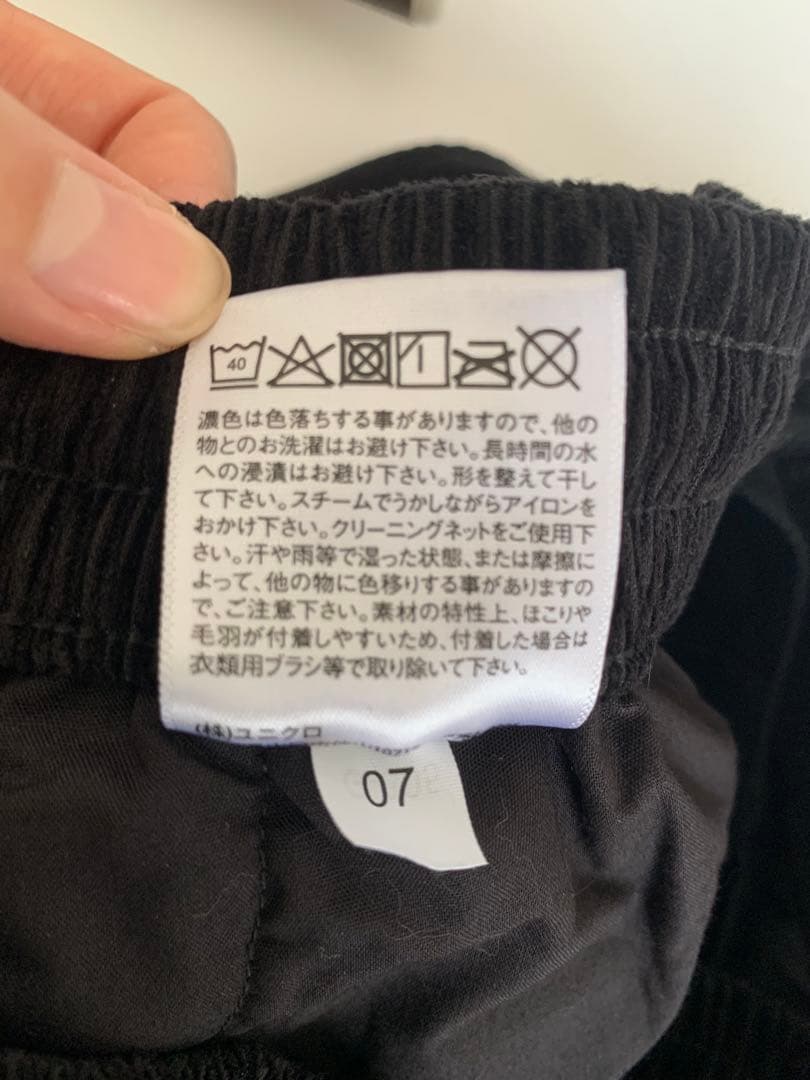 40
濃色は色落ちする事がありますので、他の
物とのお洗濯はお避け下さい。長時間の水
への浸漬はお避け下さい。形を整えて干し
て下さい。スチームでうかしながらアイロンを
おかけ下さい。クリーニングネットをご使用下
さい。汗や雨等で湿った状態、または摩擦に
よって、他の物に色移りする事がありますの
で、ご注意下さい。素材の特性上、ほこりや
毛羽が付着しやすいため、付着した場合は
衣類用ブラシ等で取り除いて下さい。
(株)ユニクロ
07